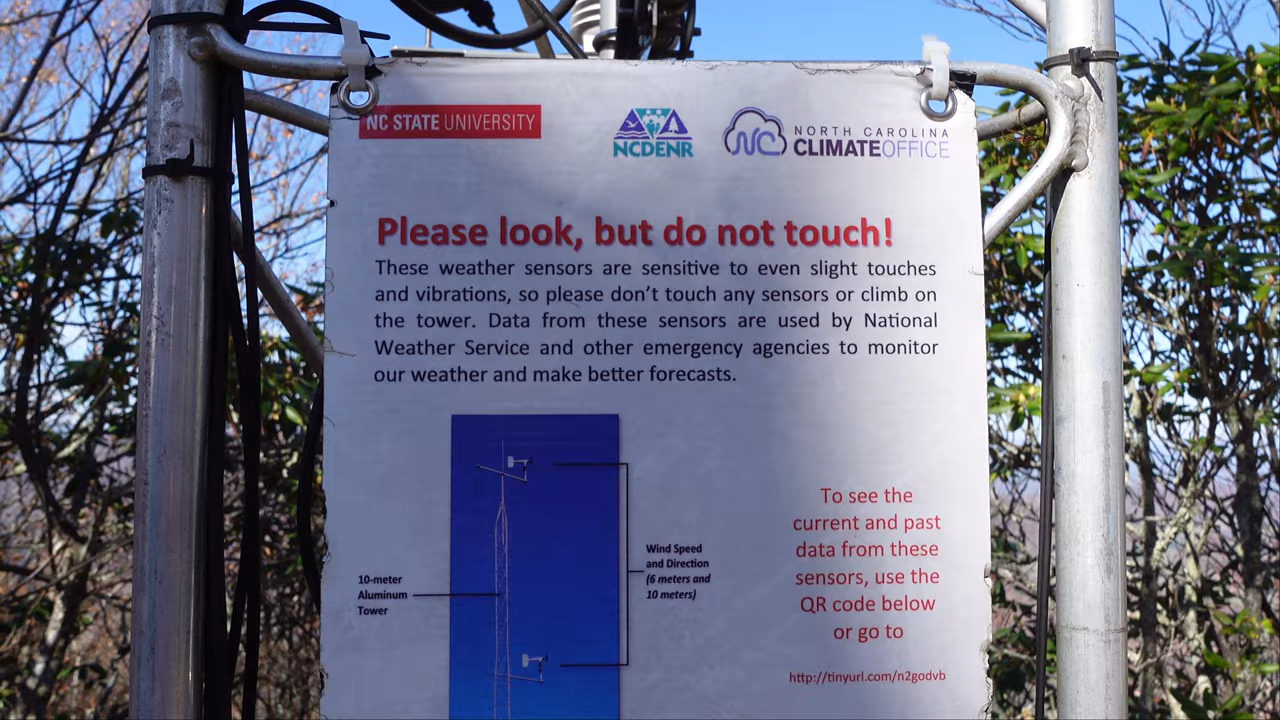 NC STATE UNIVERSITY
NCDENR
NC
NORTH CAROLINA
CLIMATEOFFICE
Please look, but do not touch!
These weather sensors are sensitive to even slight touches
and vibrations, so please don't touch any sensors or climb on
the tower. Data from these sensors are used by National
Weather Service and other emergency agencies to monitor
our weather and make better forecasts.
10-meter
Aluminum
Tower
Wind Speed
and Direction
(6 meters and
10 meters)
To see the
current and past
data from these
sensors, use the
QR code below
or go to
http://tinyurl.com/n2godvb